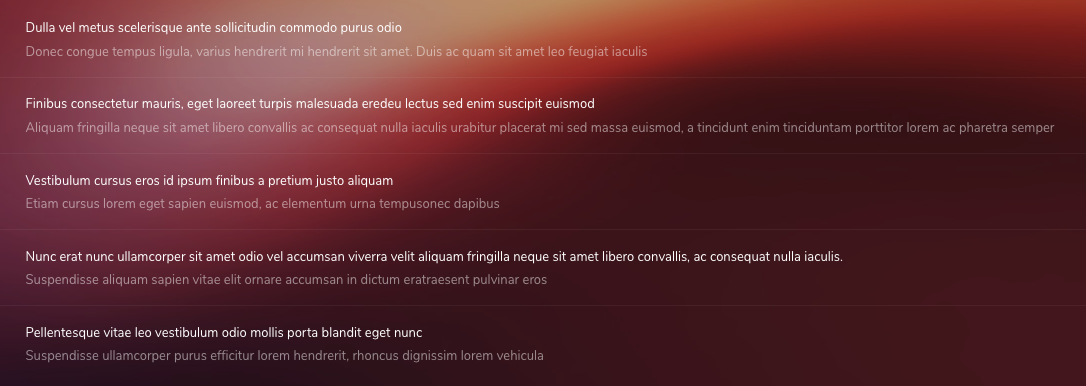 Dulla vel metus scelerisque ante sollicitudin commodo purus odio
Donec congue tempus ligula, varius hendrerit mi hendrerit sit amet. Duis ac quam sit amet leo feugiat iaculis
Finibus consectetur mauris, eget laoreet turpis malesuada eredeu lectus sed enim suscipit euismod
Aliquam fringilla neque sit amet libero convallis ac consequat nulla iaculis urabitur placerat mi sed massa euismod, a tincidunt enim tinciduntam porttitor lorem ac pharetra semper
Vestibulum cursus eros id ipsum finibus a pretium justo aliquam
Etiam cursus lorem eget sapien euismod, ac elementum urna tempusonec dapibus
Nunc erat nunc ullamcorper sit amet odio vel accumsan viverra velit aliquam fringilla neque sit amet libero convallis, ac consequat nulla iaculis.
Suspendisse aliquam sapien vitae elit ornare accumsan in dictum eratraesent pulvinar eros
Pellentesque vitae leo vestibulum odio mollis porta blandit eget nunc
Suspendisse ullamcorper purus efficitur lorem hendrerit, rhoncus dignissim lorem vehicula